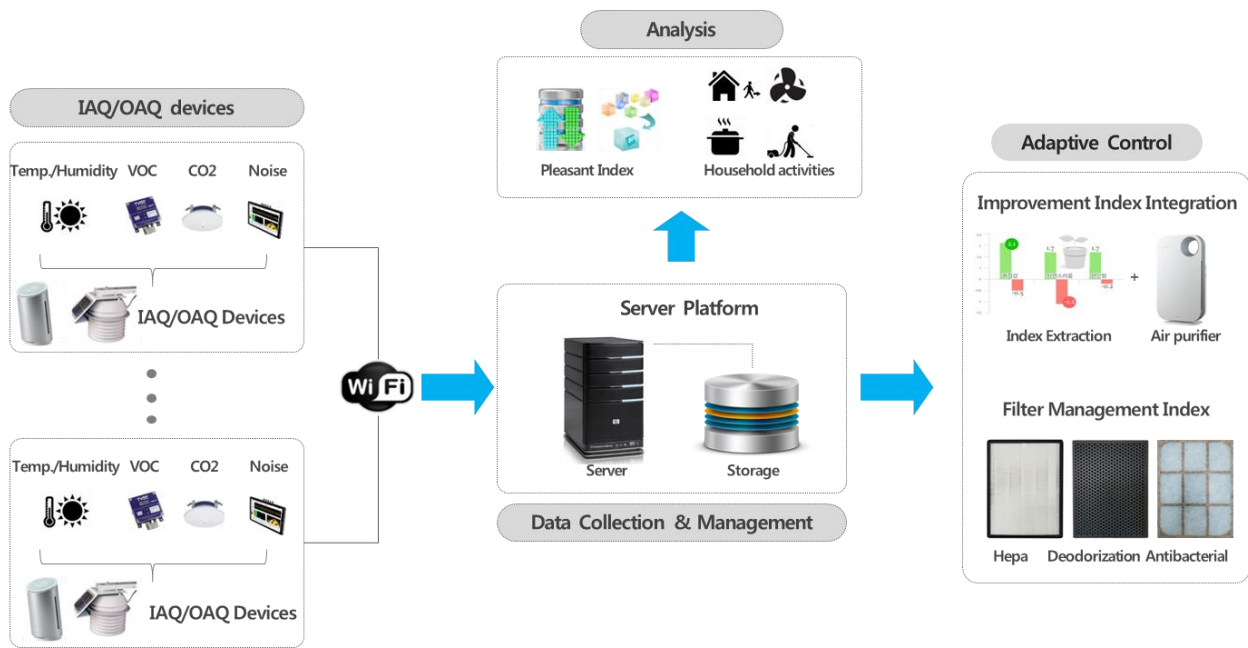 Analysis
Pleasant Index
Household activities
IAQ/OAQ devices
Temp./Humidity VOC CO2 Noise
IAQ/OAQ Devices
Temp./Humidity VOC CO2 Noise
IAQ/OAQ Devices
Wi Fi
Server Platform
Server
Storage
Data Collection & Management
Adaptive Control
Improvement Index Integration
+
Index Extraction
Air purifier
Filter Management Index
Hepa Deodorization Antibacterial